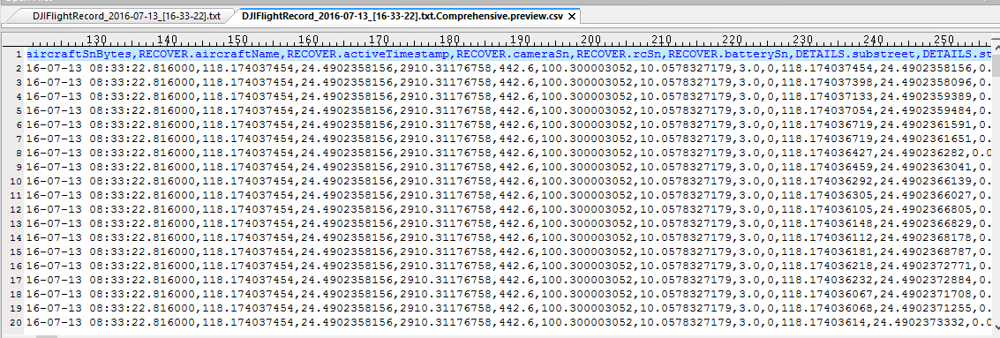 DJIFlightRecord_2016-07-13_[16-33-22].txt DJIFlightRecord_2016-07-13_[16-33-22].txt.Comprehensive.preview.csv ×
130 140 150 160 170 180 190 200 210 220 230 240 250
1 aircraftSnBytes,RECOVER.aircraftName,RECOVER.activeTimestamp,RECOVER.cameraSn,RECOVER.rcSn,RECOVER.batterySn,DETAILS.substreet,DETAILS.st
2 16-07-13 08:33:22.816000,118.174037454,24.4902358156,2910.31176758,442.6,100.300003052,10.0578327179,3.0,0,118.174037454,24.4902358156,0.
3 16-07-13 08:33:22.816000,118.174037454,24.4902358156,2910.31176758,442.6,100.300003052,10.0578327179,3.0,0,118.174037398,24.4902358096,0.
4 16-07-13 08:33:22.816000,118.174037454,24.4902358156,2910.31176758,442.6,100.300003052,10.0578327179,3.0,0,118.174037133,24.4902359389,0.
5 16-07-13 08:33:22.816000,118.174037454,24.4902358156,2910.31176758,442.6,100.300003052,10.0578327179,3.0,0,118.174037054,24.4902359484,0.
6 16-07-13 08:33:22.816000,118.174037454,24.4902358156,2910.31176758,442.6,100.300003052,10.0578327179,3.0,0,118.174036719,24.4902361591,0.
7 16-07-13 08:33:22.816000,118.174037454,24.4902358156,2910.31176758,442.6,100.300003052,10.0578327179,3.0,0,118.174036719,24.4902361651,0.
8 16-07-13 08:33:22.816000,118.174037454,24.4902358156,2910.31176758,442.6,100.300003052,10.0578327179,3.0,0,118.174036427,24.490236282,0.0
9 16-07-13 08:33:22.816000,118.174037454,24.4902358156,2910.31176758,442.6,100.300003052,10.0578327179,3.0,0,118.174036459,24.4902363041,0.
10 16-07-13 08:33:22.816000,118.174037454,24.4902358156,2910.31176758,442.6,100.300003052,10.0578327179,3.0,0,118.174036292,24.4902366139,0.
11 16-07-13 08:33:22.816000,118.174037454,24.4902358156,2910.31176758,442.6,100.300003052,10.0578327179,3.0,0,118.174036305,24.4902366027,0.
12 16-07-13 08:33:22.816000,118.174037454,24.4902358156,2910.31176758,442.6,100.300003052,10.0578327179,3.0,0,118.174036105,24.4902366805,0.
13 16-07-13 08:33:22.816000,118.174037454,24.4902358156,2910.31176758,442.6,100.300003052,10.0578327179,3.0,0,118.174036148,24.4902366829,0.
14 16-07-13 08:33:22.816000,118.174037454,24.4902358156,2910.31176758,442.6,100.300003052,10.0578327179,3.0,0,118.174036112,24.4902368178,0.
15 16-07-13 08:33:22.816000,118.174037454,24.4902358156,2910.31176758,442.6,100.300003052,10.0578327179,3.0,0,118.174036181,24.4902368787,0.
16 16-07-13 08:33:22.816000,118.174037454,24.4902358156,2910.31176758,442.6,100.300003052,10.0578327179,3.0,0,118.174036218,24.4902372771,0.
17 16-07-13 08:33:22.816000,118.174037454,24.4902358156,2910.31176758,442.6,100.300003052,10.0578327179,3.0,0,118.174036232,24.4902372884,0.
18 16-07-13 08:33:22.816000,118.174037454,24.4902358156,2910.31176758,442.6,100.300003052,10.0578327179,3.0,0,118.174036067,24.4902371708,0.
19 16-07-13 08:33:22.816000,118.174037454,24.4902358156,2910.31176758,442.6,100.300003052,10.0578327179,3.0,0,118.174036068,24.4902371255,0.
20 16-07-13 08:33:22.816000,118.174037454,24.4902358156,2910.31176758,442.6,100.300003052,10.0578327179,3.0,0,118.17403614,24.4902373332,0.0